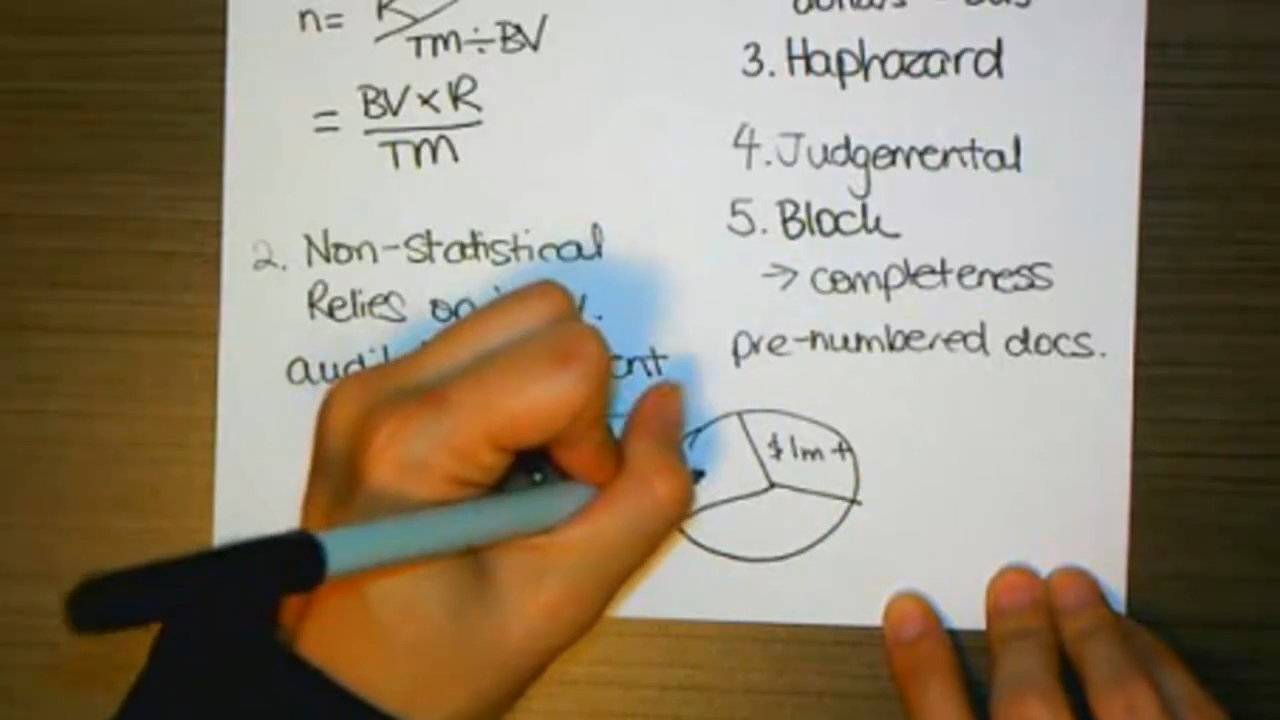 n= R
TM÷BV
= BV×R
TM
2. Non-Statistical
Relies on
3. Haphazard
4. Judgemental
5. Block
→ completeness
pre-numbered docs.
$1m+